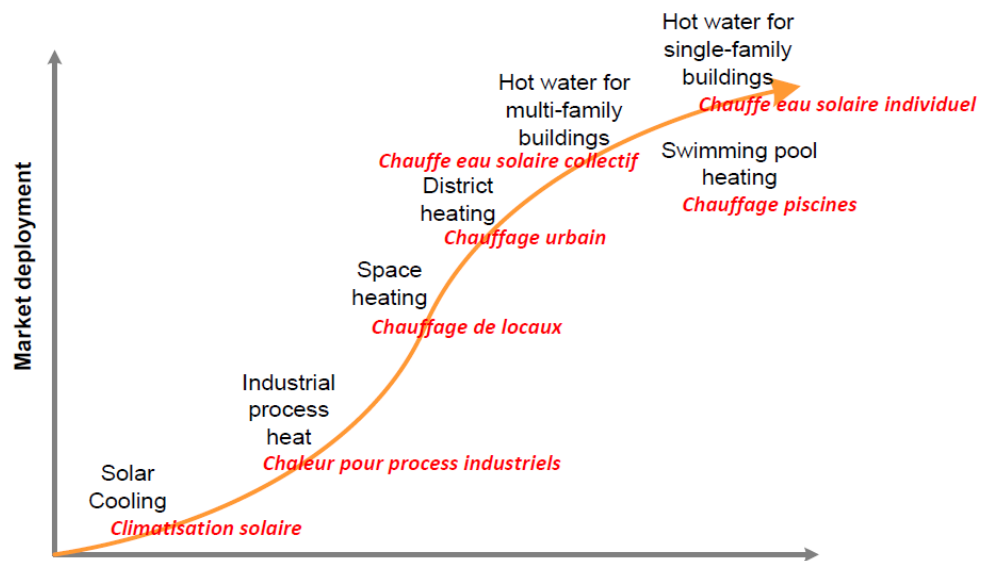 Hot water for
single-family
buildings
Chauffe eau solaire individuel
Hot water for
multi-family
buildings
Chauffe eau solaire collectif
Swimming pool
heating
Chauffage piscines
District
heating
Chauffage urbain
Space
heating
Chauffage de locaux
Market deployment
Industrial
process
heat
Chaleur pour process industriels
Solar
Cooling
Climatisation solaire